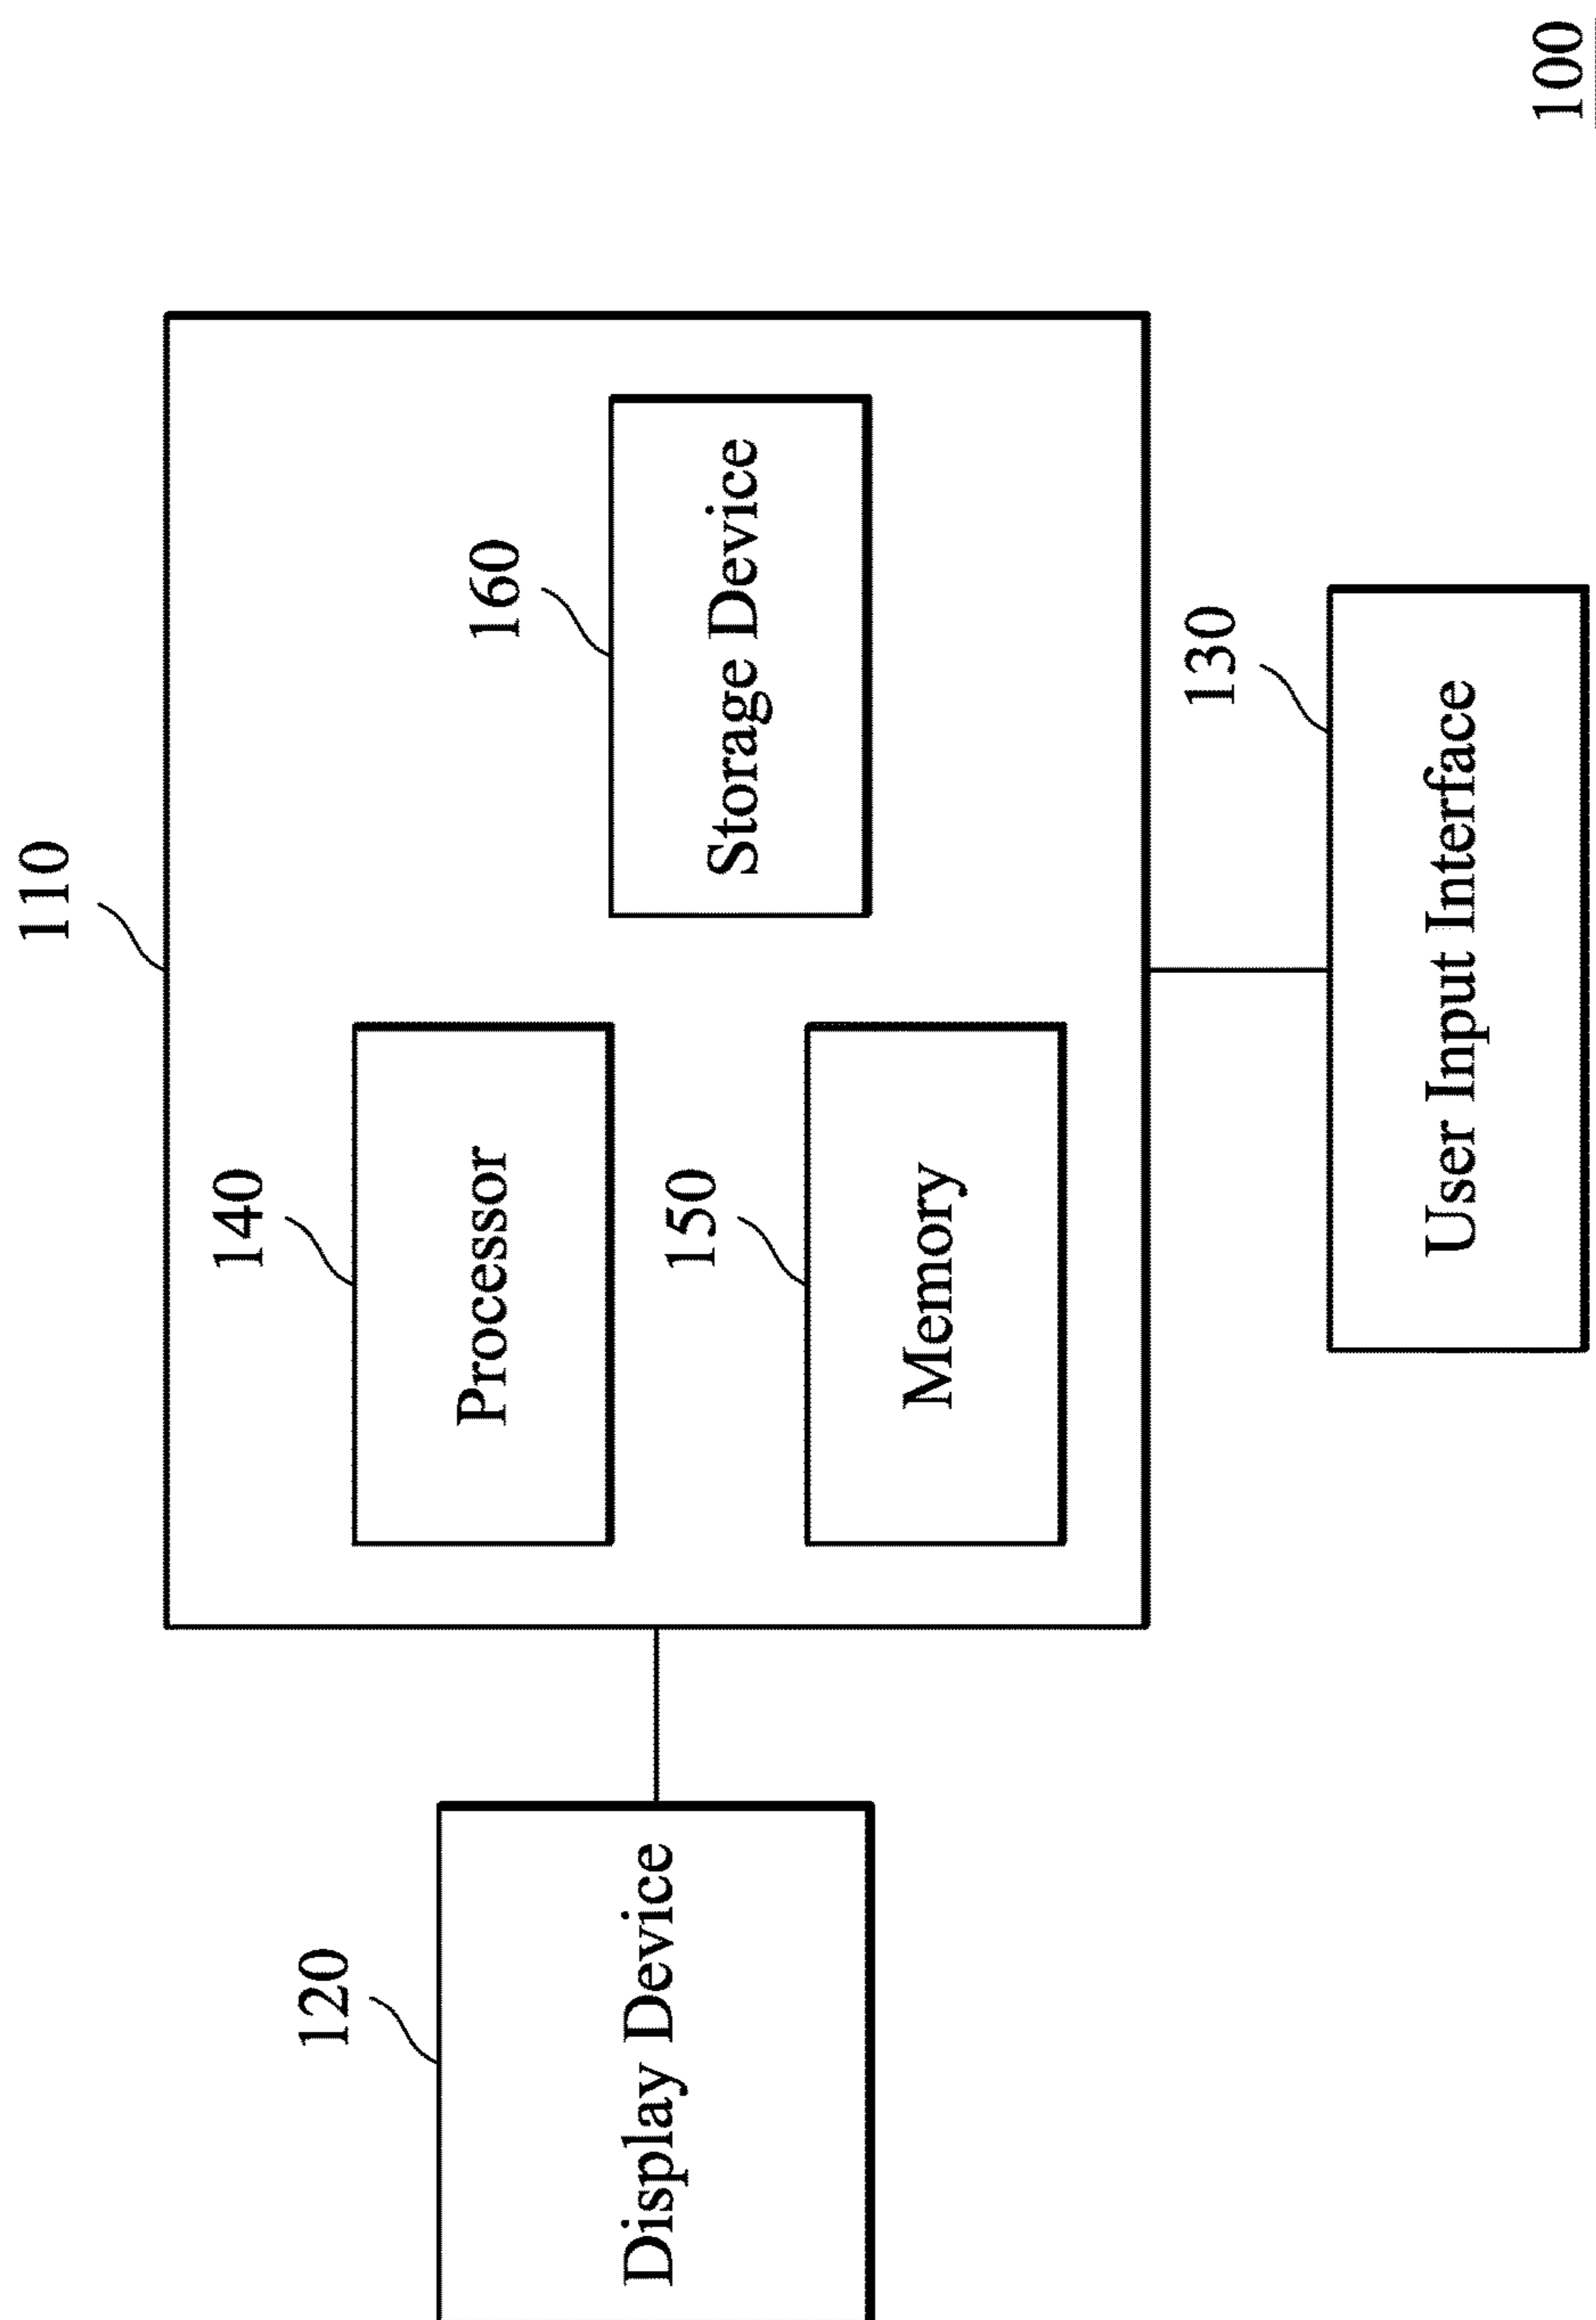 110
120
Display Device
140
Processor
150
Memory
160
Storage Device
130
User Input Interface
100